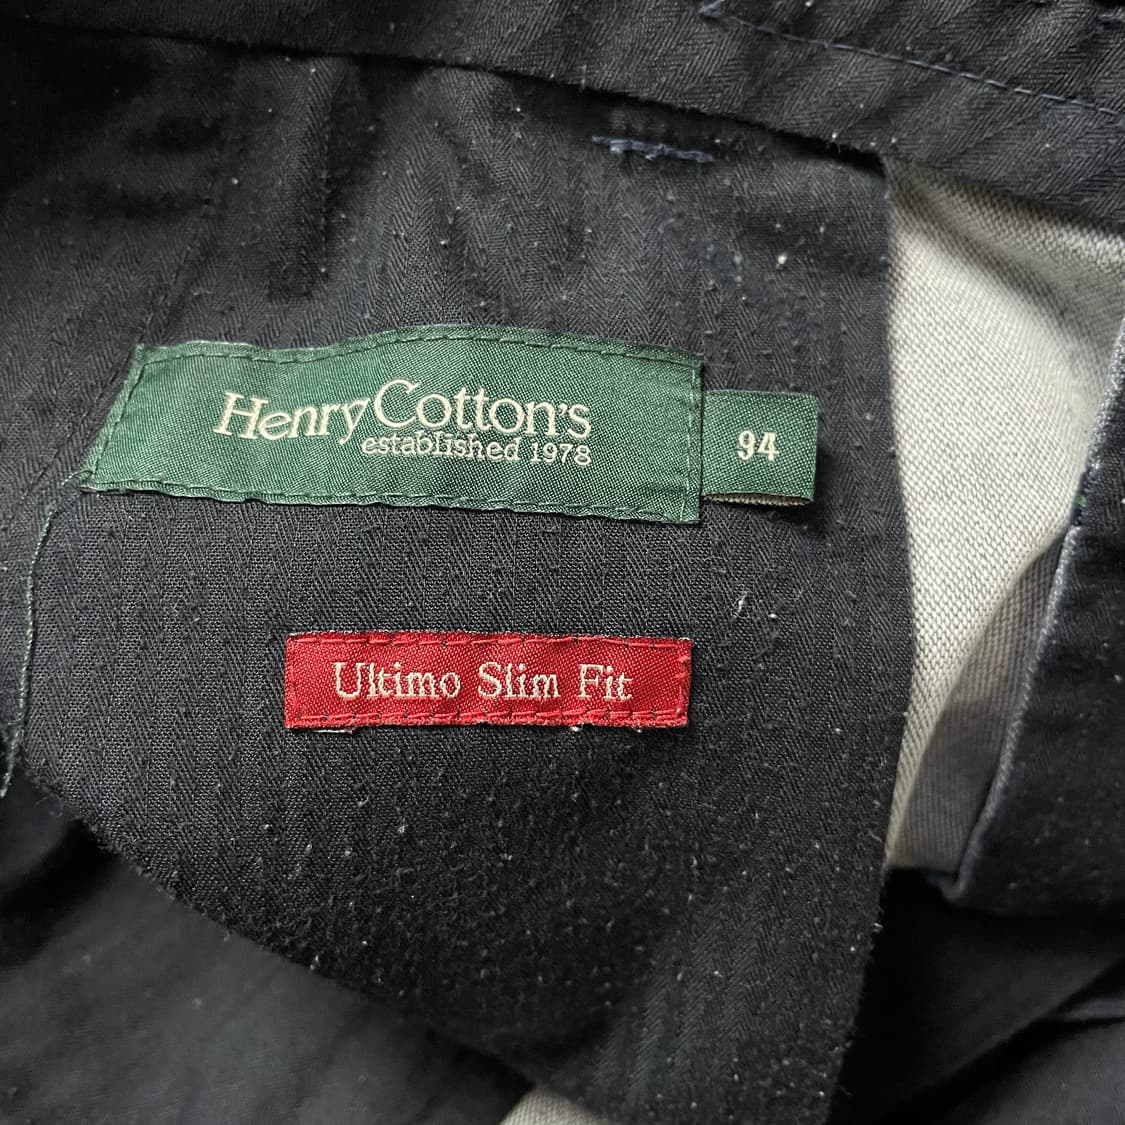 Henry Cotton's
established 1978
94
Ultimo Slim Fit